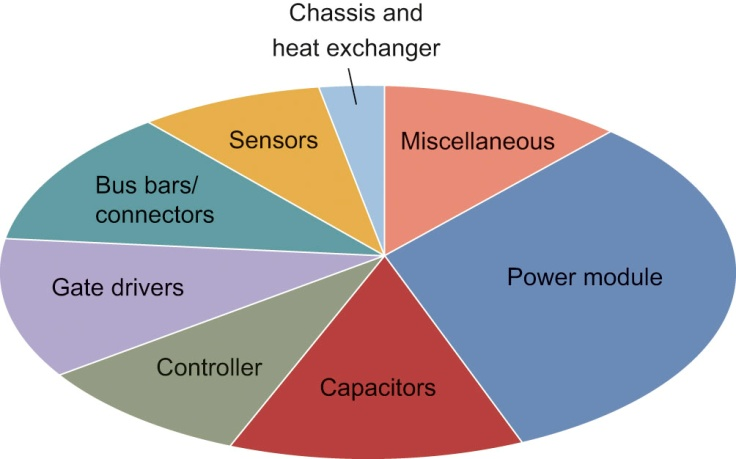 Chassis and
heat exchanger
Sensors
Miscellaneous
Bus bars/
connectors
Power module
Gate drivers
Controller
Capacitors